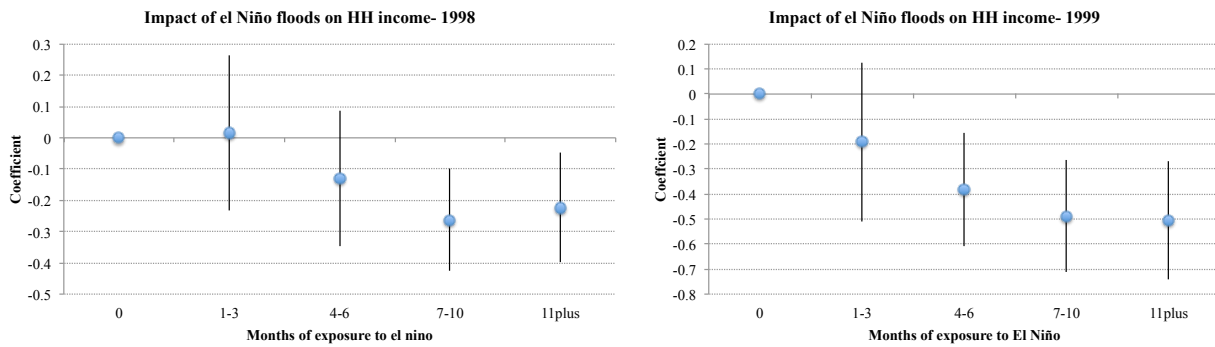 Impact of el Niño floods on HH income- 1998
0.3
0.2
0.1
0
-0.1
-0.2
-0.3
-0.4
-0.5
Coefficient
0 1-3 4-6 7-10 11plus
Months of exposure to el nino
Impact of el Niño floods on HH income- 1999
0.2
0.1
0
-0.1
-0.2
-0.3
-0.4
-0.5
-0.6
-0.7
-0.8
Coeffcient
0 1-3 4-6 7-10 11plus
Months of exposure to El Niño